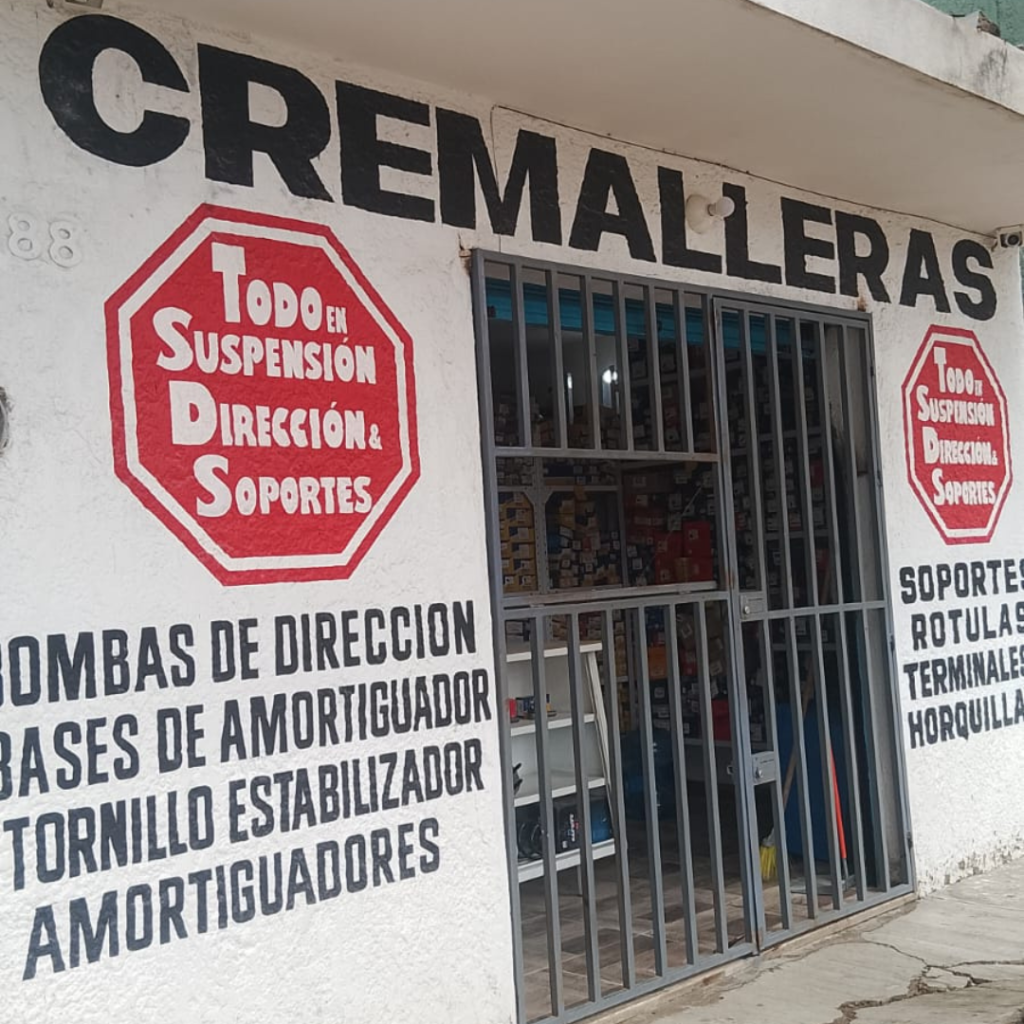 CREMALLERAS
88
TODO EN
SUSPENSIÓN
DIRECCIÓN &
SOPORTES
BOMBAS DE DIRECCION
BASES DE AMORTIGUADOR
TORNILLO ESTABILIZADOR
AMORTIGUADORES
TODO EN
SUSPENSIÓN
DIRECCIÓN &
SOPORTES
SOPORTES
ROTULAS
TERMINALES
HORQUILLA